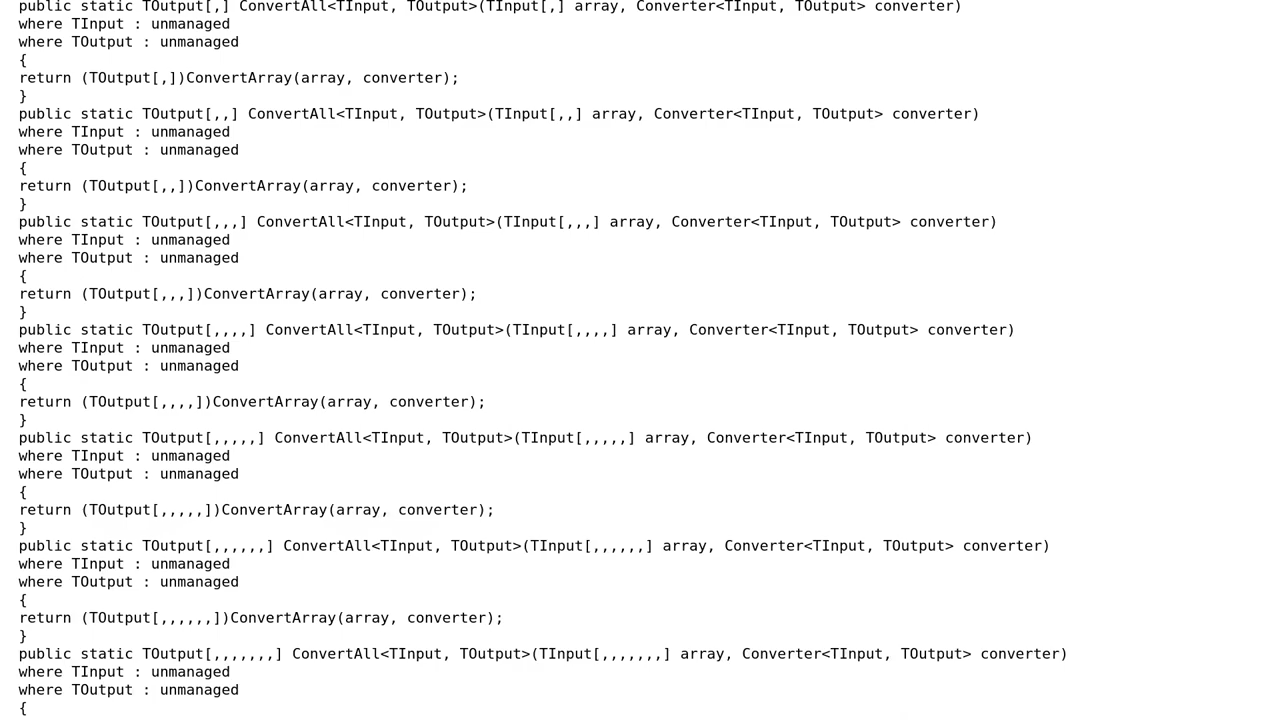 public static TOutput[,] ConvertAll<TInput, TOutput>(TInput[,] array, Converter<TInput, TOutput> converter)
where TInput : unmanaged
where TOutput : unmanaged
{
return (TOutput[,])ConvertArray(array, converter);
}
public static TOutput[,,] ConvertAll<TInput, TOutput>(TInput[,,] array, Converter<TInput, TOutput> converter)
where TInput : unmanaged
where TOutput : unmanaged
{
return (TOutput[,,])ConvertArray(array, converter);
}
public static TOutput[,,,] ConvertAll<TInput, TOutput>(TInput[,,,] array, Converter<TInput, TOutput> converter)
where TInput : unmanaged
where TOutput : unmanaged
{
return (TOutput[,,,])ConvertArray(array, converter);
}
public static TOutput[,,,,] ConvertAll<TInput, TOutput>(TInput[,,,,] array, Converter<TInput, TOutput> converter)
where TInput : unmanaged
where TOutput : unmanaged
{
return (TOutput[,,,,])ConvertArray(array, converter);
}
public static TOutput[,,,,,] ConvertAll<TInput, TOutput>(TInput[,,,,,] array, Converter<TInput, TOutput> converter)
where TInput : unmanaged
where TOutput : unmanaged
{
return (TOutput[,,,,,])ConvertArray(array, converter);
}
public static TOutput[,,,,,,] ConvertAll<TInput, TOutput>(TInput[,,,,,,] array, Converter<TInput, TOutput> converter)
where TInput : unmanaged
where TOutput : unmanaged
{
return (TOutput[,,,,,,])ConvertArray(array, converter);
}
public static TOutput[,,,,,,,] ConvertAll<TInput, TOutput>(TInput[,,,,,,,] array, Converter<TInput, TOutput> converter)
where TInput : unmanaged
where TOutput : unmanaged
{